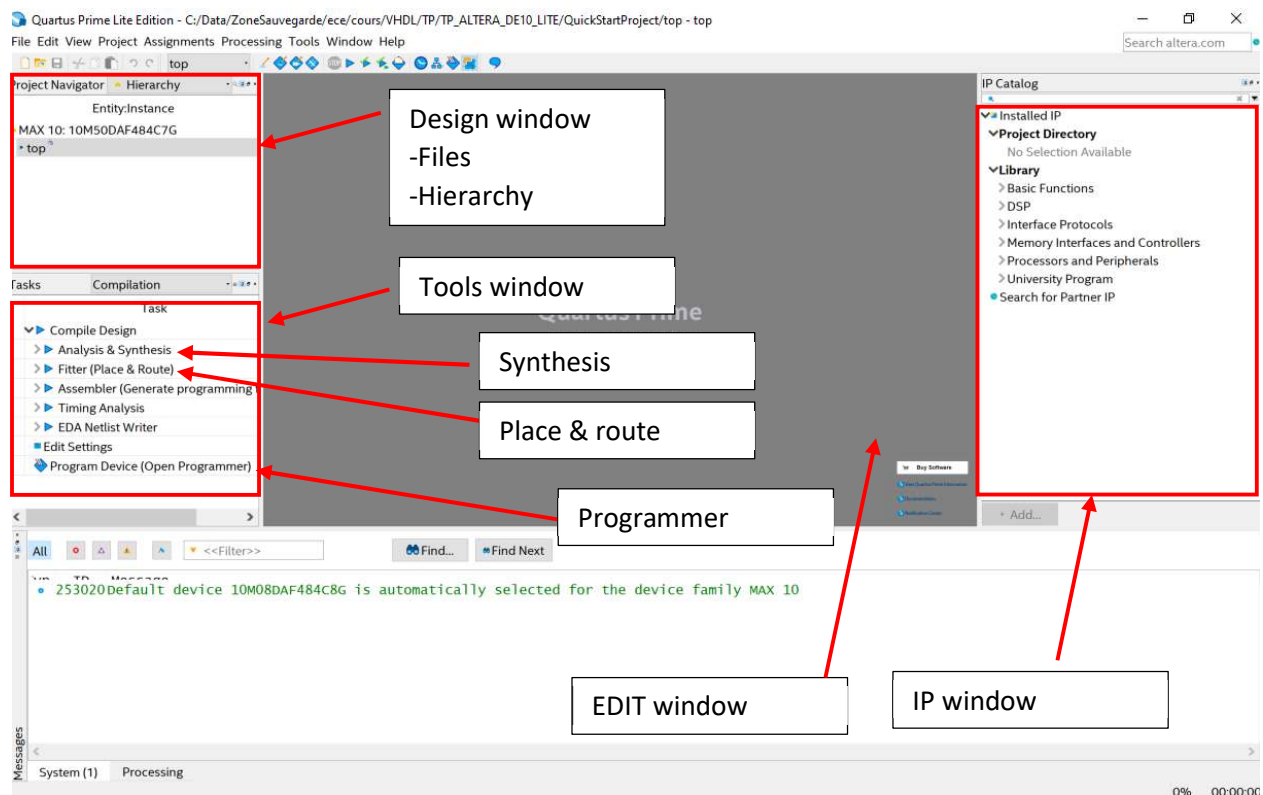 Quartus Prime Lite Edition - C:/Data/ZoneSauvegarde/ece/cours/VHDL/TP/TP_ALTERA_DE10_LITE/QuickStartProject/top - top
File Edit View Project Assignments Processing Tools Window Help
Search altera.com
top
Project Navigator Hierarchy
Entity:Instance
MAX 10: 10M50DAF484C7G
top
Design window
-Files
-Hierarchy
IP Catalog
Installed IP
Project Directory
No Selection Available
Library
Basic Functions
DSP
Interface Protocols
Memory Interfaces and Controllers
Processors and Peripherals
University Program
Search for Partner IP
+ Add...
Tasks Compilation
Task
Compile Design
Analysis & Synthesis
Fitter (Place & Route)
Assembler (Generate programming
Timing Analysis
EDA Netlist Writer
Edit Settings
Program Device (Open Programmer)
Tools window
Quartus Prime
Synthesis
Place & route
Programmer
Buy Software
Documentation
Notification Center
All <<Filter>> Find... Find Next
ID Message
253020 Default device 10M08DAF484C8G is automatically selected for the device family MAX 10
EDIT window
IP window
Messages
System (1) Processing
0% 00:00:00